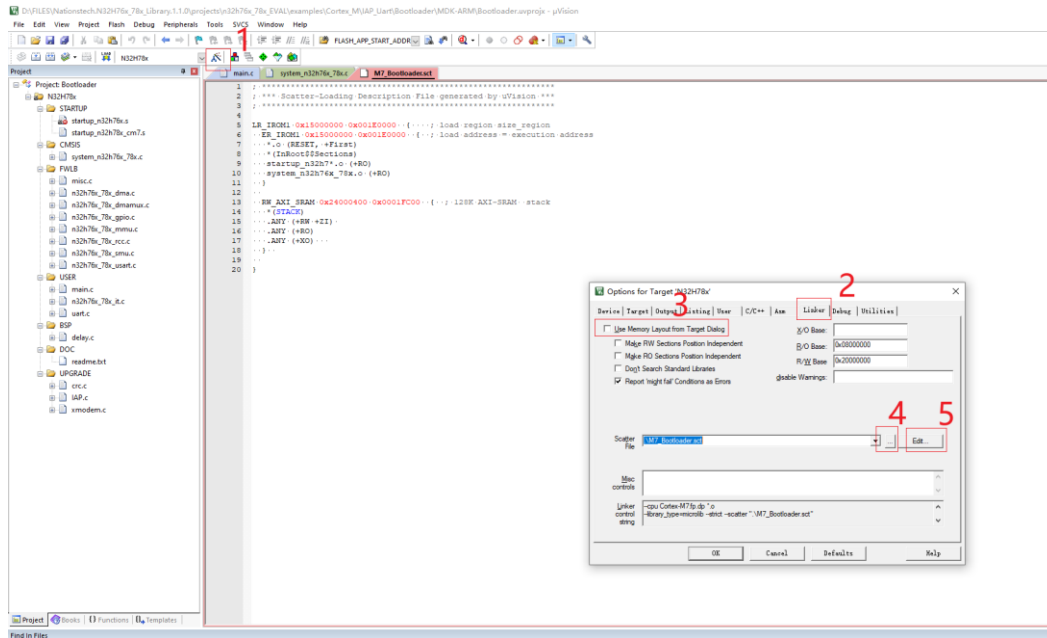 D:\FILES\Nationstech.N32H76x_78x_Library.1.1.0\projects\n32h76x_78x_EVAL\examples\Cortex_M\IAP_Uart\Bootloader\MDK-ARM\Bootloader.uvprojx - µVision
File Edit View Project Flash Debug Peripherals Tools SVCS Window Help
FLASH_APP_START_ADDR
N32H78x
1
Project
main.c system_n32h76x_78x.c M7_Bootloader.sct
Project: Bootloader
N32H78x
STARTUP
startup_n32h76x.s
startup_n32h78x_cm7.s
CMSIS
system_n32h76x_78x.c
FWLB
misc.c
n32h76x_78x_dma.c
n32h76x_78x_dmamux.c
n32h76x_78x_gpio.c
n32h76x_78x_mmu.c
n32h76x_78x_rcc.c
n32h76x_78x_smu.c
n32h76x_78x_usart.c
USER
main.c
n32h76x_78x_it.c
uart.c
BSP
delay.c
DOC
readme.txt
UPGRADE
crc.c
IAP.c
xmodem.c
1 ; *************************************************************
2 ; *** Scatter-Loading Description File generated by uVision ***
3 ; *************************************************************
4
5 LR_IROM1 0x15000000 0x001E0000 { ; load region size_region
6 ER_IROM1 0x15000000 0x001E0000 { ; load address = execution address
7 *.o (RESET, +First)
8 *(InRoot$$Sections)
9 startup_n32h7*.o (+RO)
10 system_n32h76x_78x.o (+RO)
11 }
12
13 RW_AXI_SRAM 0x24000400 0x0001FC00 { ; 128K AXI-SRAM stack
14 *(STACK)
15 .ANY (+RW +ZI)
16 .ANY (+RO)
17 .ANY (+XO)
18 }
19
20 }
Options for Target 'N32H78x'
2
3
Device Target Output Listing User C/C++ Asm Linker Debug Utilities
Use Memory Layout from Target Dialog
Make RW Sections Position Independent
Make RO Sections Position Independent
Don't Search Standard Libraries
Report 'might fail' Conditions as Errors
X/O Base:
R/O Base: 0x08000000
R/W Base 0x20000000
disable Warnings:
4
5
Scatter File .\M7_Bootloader.sct ... Edit...
Misc controls
Linker control string
--cpu Cortex-M7.fp.dp *.o
--library_type=microlib --strict --scatter ".\M7_Bootloader.sct"
OK Cancel Defaults Help
Project Books Functions Templates
Find In Files